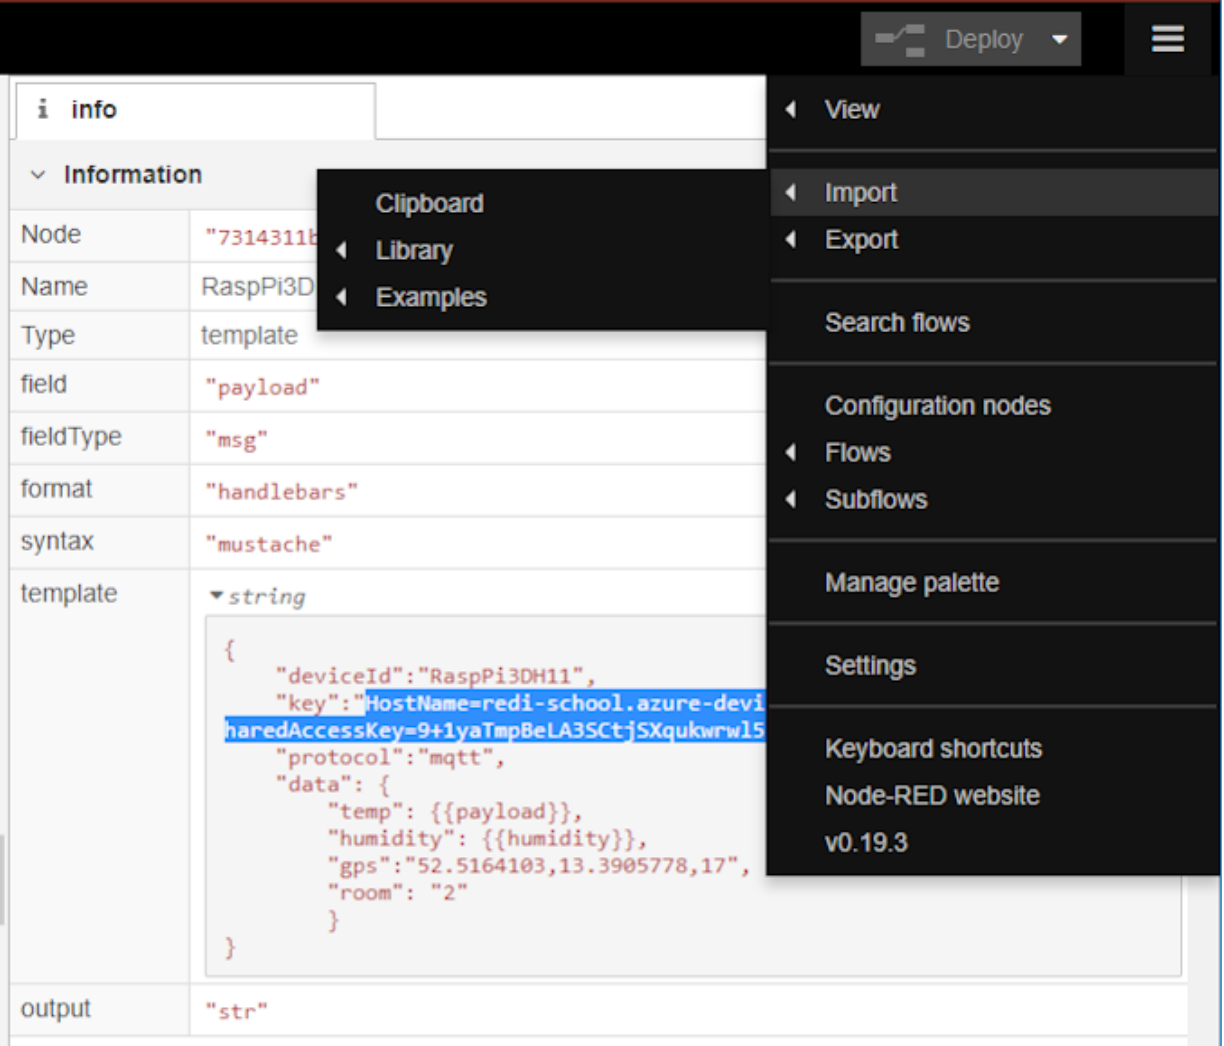 Deploy
info
View
Information
Import
Clipboard
Export
Library
Examples
Search flows
Configuration nodes
Flows
Subflows
Manage palette
Settings
Keyboard shortcuts
Node-RED website
v0.19.3
Node "7314311b
Name RaspPi3D
Type template
field "payload"
fieldType "msg"
format "handlebars"
syntax "mustache"
template string
{
"deviceId":"RaspPi3DH11",
"key":"HostName=redi-school.azure-devi
haredAccessKey=9+1yaTmpBeLA3SCtjSXqukwrwl5
"protocol":"mqtt",
"data": {
"temp": {{payload}},
"humidity": {{humidity}},
"gps":"52.5164103,13.3905778,17",
"room": "2"
}
}
output "str"